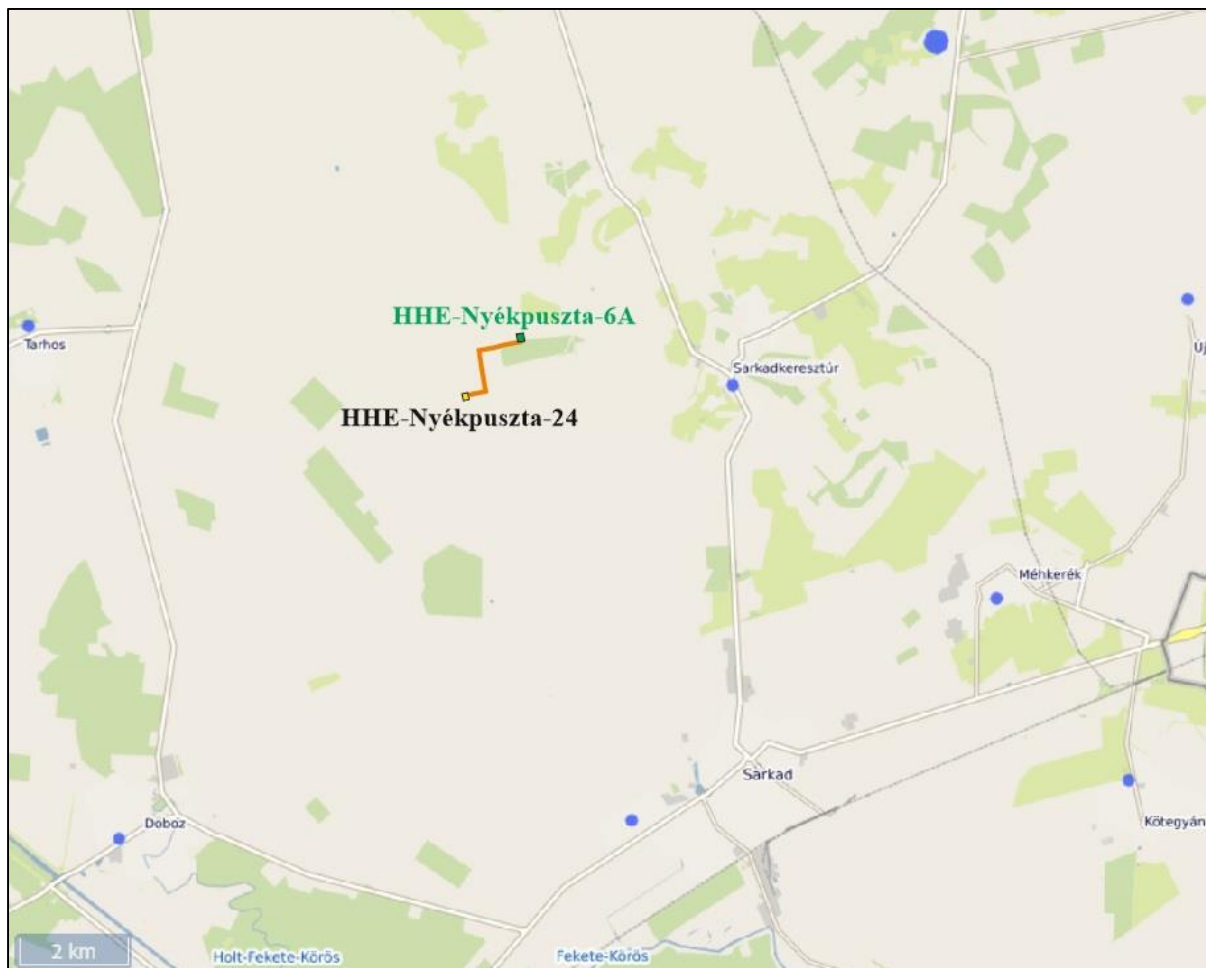 HHE-Nyékpuszta-6A
Tarhos
Új
Sarkadkeresztúr
HHE-Nyékpuszta-24
Méhkerék
Sarkad
Doboz
Kötegyán
2 km
Holt-Fekete-Körös
Fekete-Körös